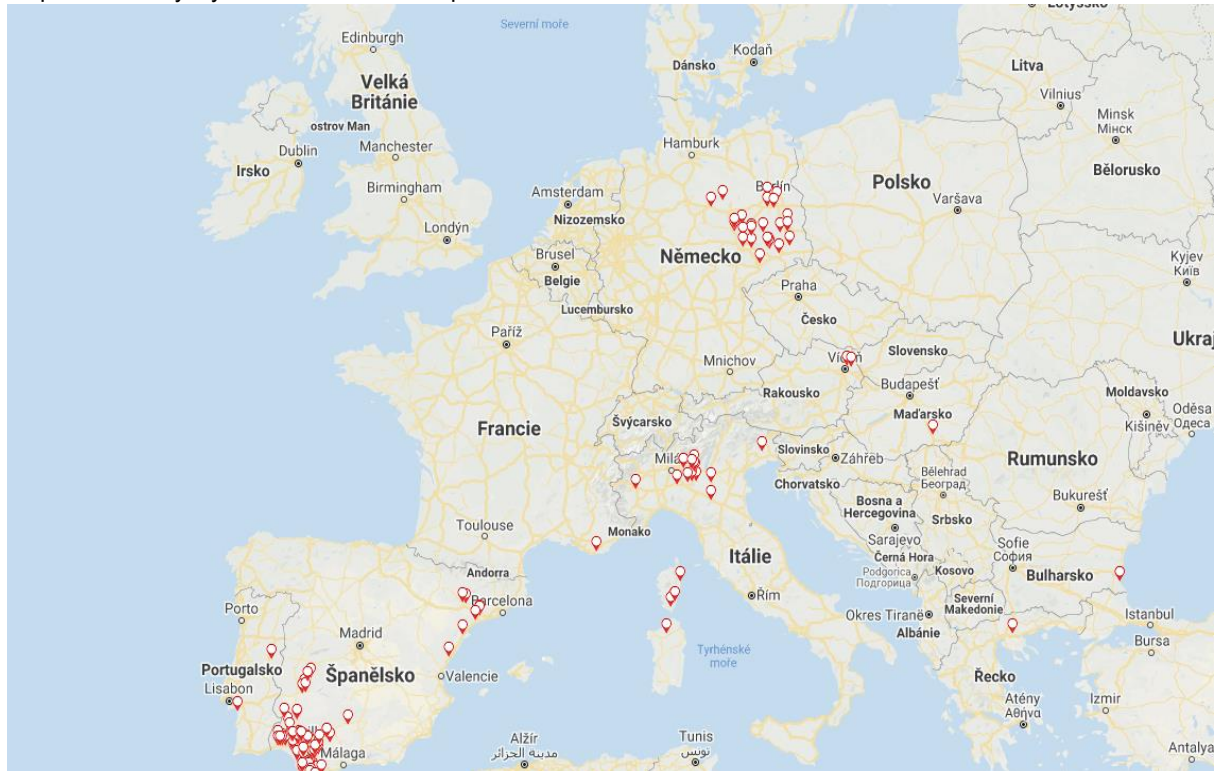 Severní moře
Edinburgh
Kodaň
Dánsko
Litva
Velká
Británie
Vilnius
Minsk
Мінск
ostrov Man
Dublin
Manchester
Hamburk
Irsko
Bělorusko
Birmingham
Amsterdam
Polsko
Varšava
Nizozemsko
Londýn
Brusel
Německo
Kyjev
Київ
Belgie
Praha
Lucembursko
Česko
Paříž
Ukraj
Slovensko
Mnichov
Budapešť
Rakousko
Moldavsko
Maďarsko
Oděsa
Одеса
Kišiněv
Švýcarsko
Francie
Slovinsko
Záhřeb
Rumunsko
Bělehrad
Београд
Chorvatsko
Bosna a
Hercegovina
Bukurešť
Srbsko
Toulouse
Monako
Sarajevo
Itálie
Černá Hora
Sofie
София
Podgorica
Подгорица
Kosovo
Andorra
Bulharsko
Řím
Severní
Makedonie
Porto
Okres Tiranë
Istanbul
Albánie
Bursa
Madrid
Tyrhénské
moře
Portugalsko
Španělsko
Valencie
Řecko
Lisabon
Atény
Αθήνα
Izmir
Alžír
مدينة الجزائر
Tunis
تونس
Málaga
Antalya